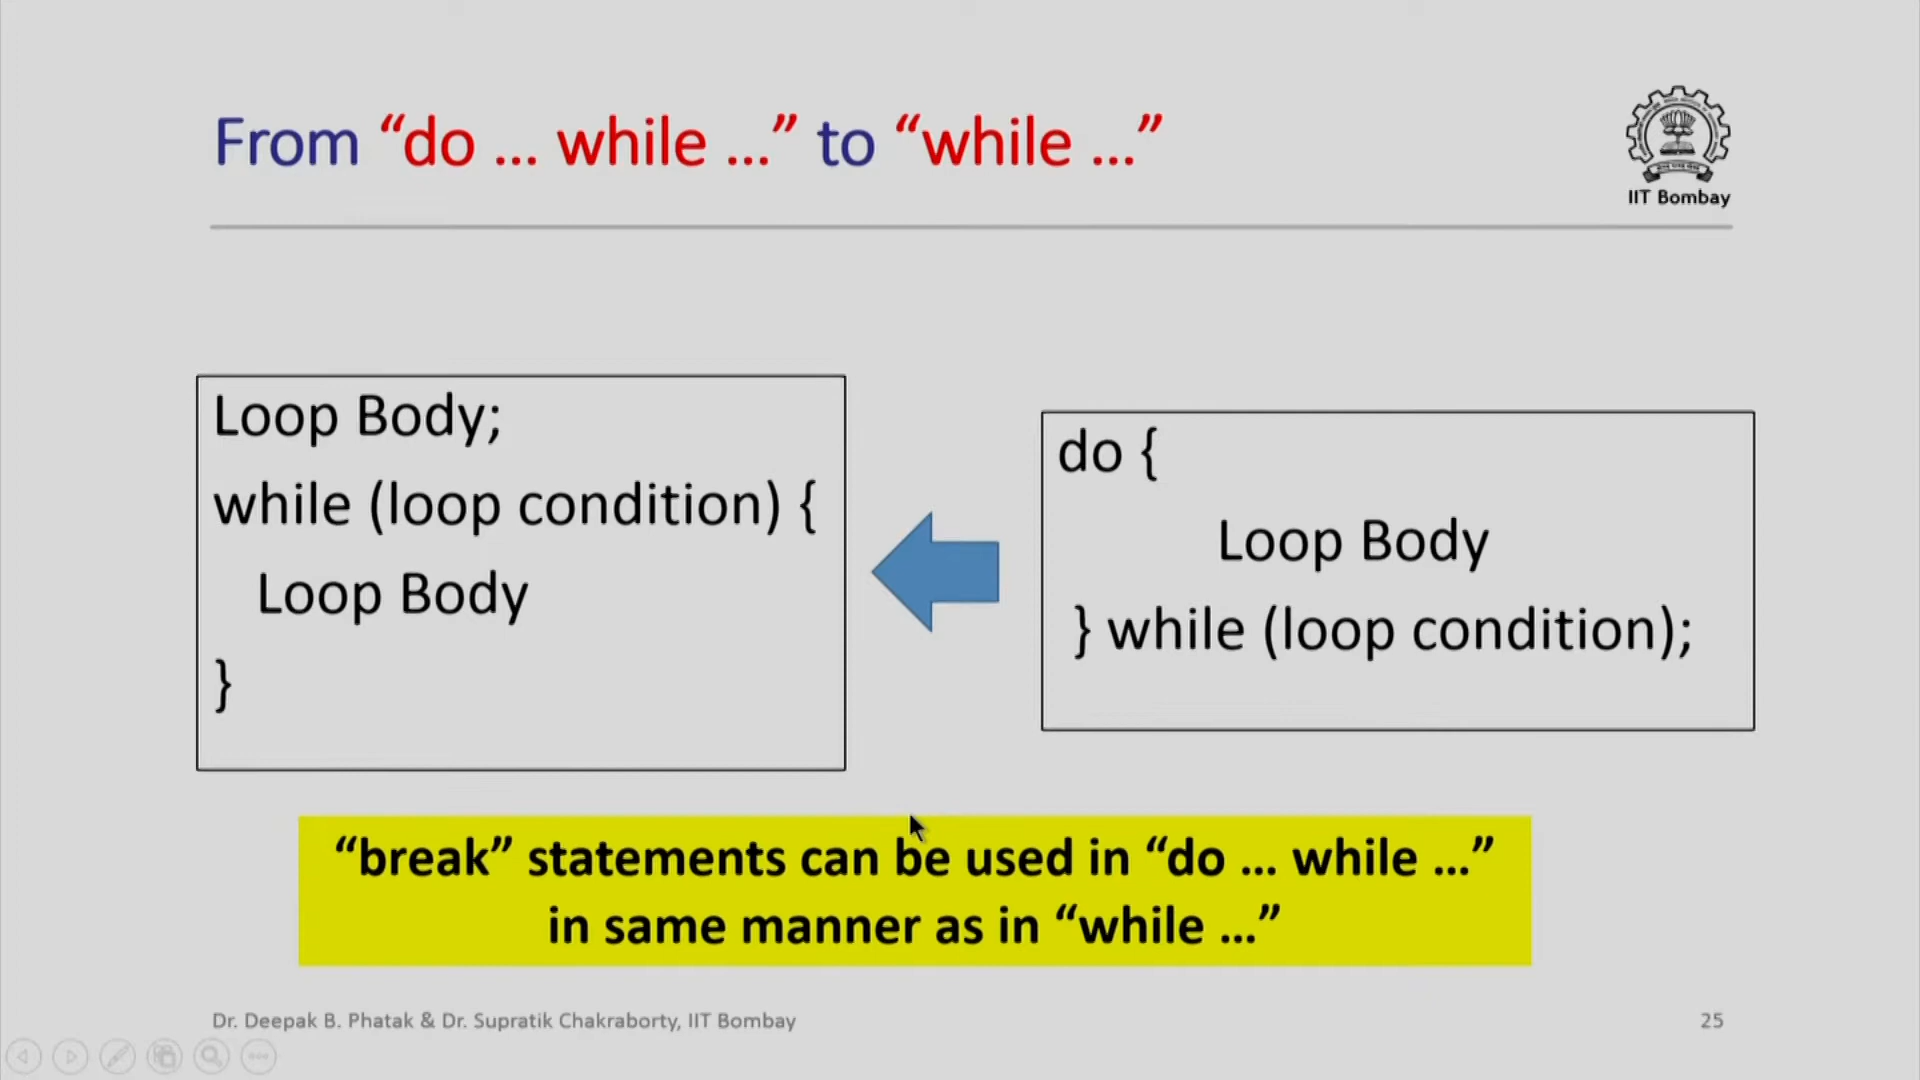 From “do ... while ...” to “while ...”
IIT Bombay
Loop Body;
while (loop condition) {
Loop Body
}
do {
Loop Body
} while (loop condition);
“break” statements can be used in “do ... while ...”
in same manner as in “while ...”
Dr. Deepak B. Phatak & Dr. Supratik Chakraborty, IIT Bombay
25